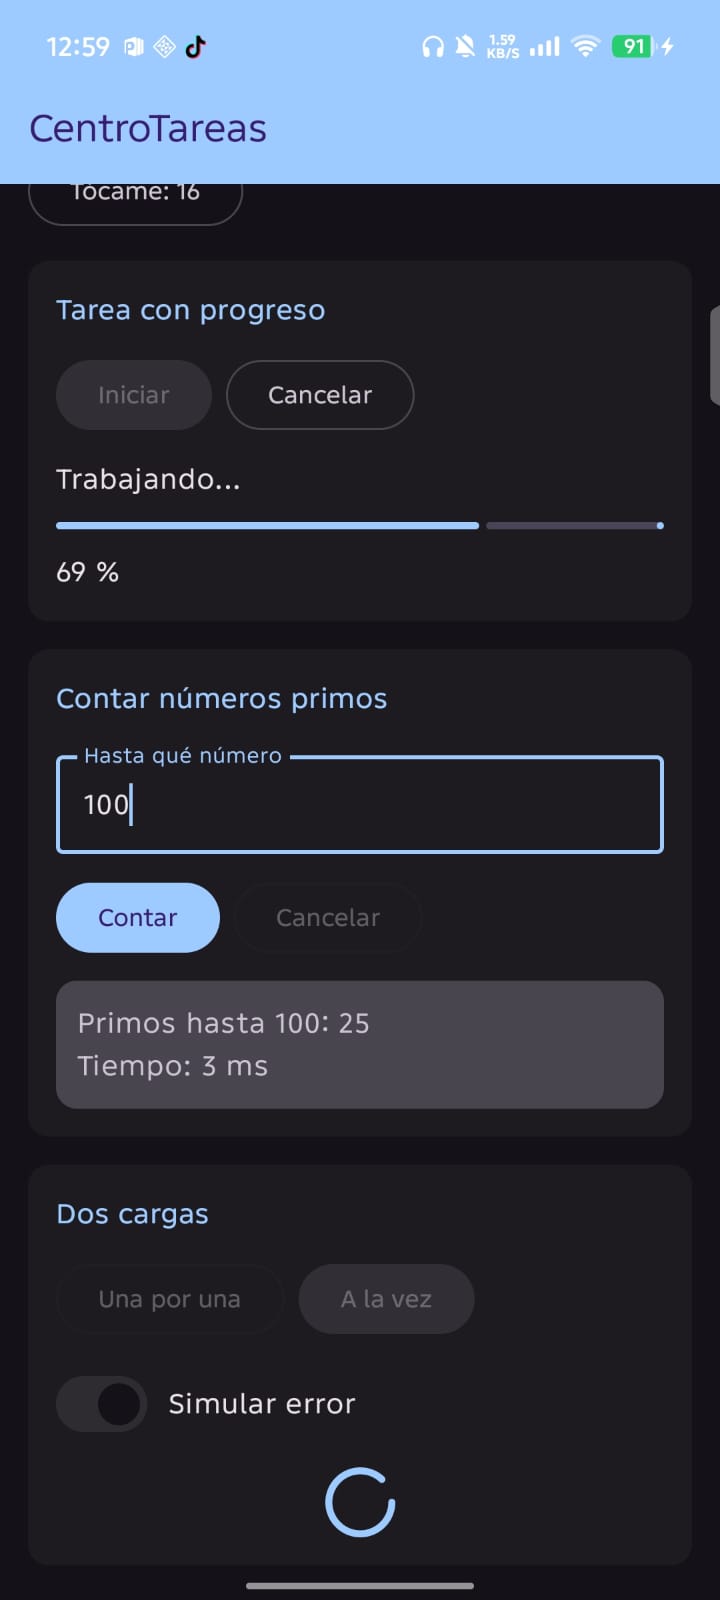 12:59
1.59
KB/S
91
CentroTareas
Tócame: 16
Tarea con progreso
Iniciar
Cancelar
Trabajando...
69 %
Contar números primos
Hasta qué número
100
Contar
Cancelar
Primos hasta 100: 25
Tiempo: 3 ms
Dos cargas
Una por una
A la vez
Simular error